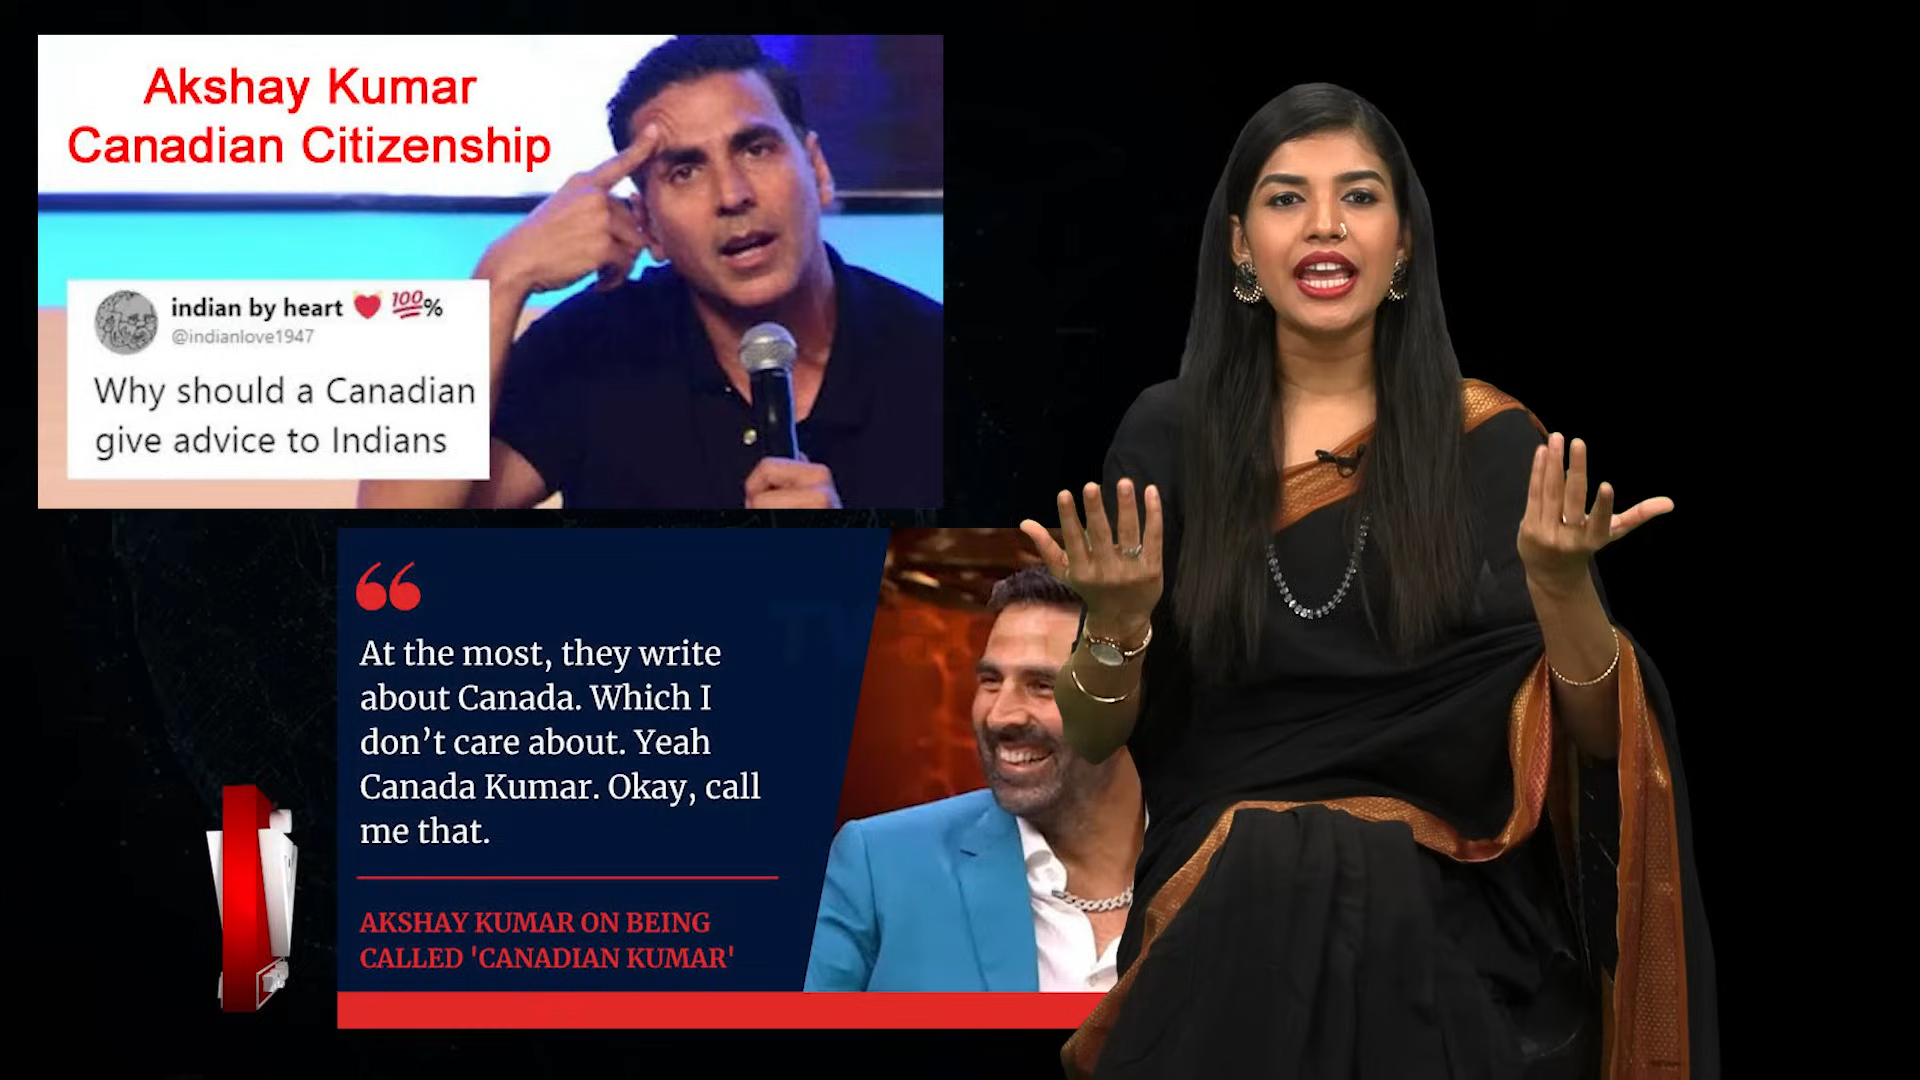 Akshay Kumar
Canadian Citizenship
indian by heart ❤️ 💯%
@indianlove1947
Why should a Canadian
give advice to Indians
“
At the most, they write
about Canada. Which I
don’t care about. Yeah
Canada Kumar. Okay, call
me that.
AKSHAY KUMAR ON BEING
CALLED 'CANADIAN KUMAR'